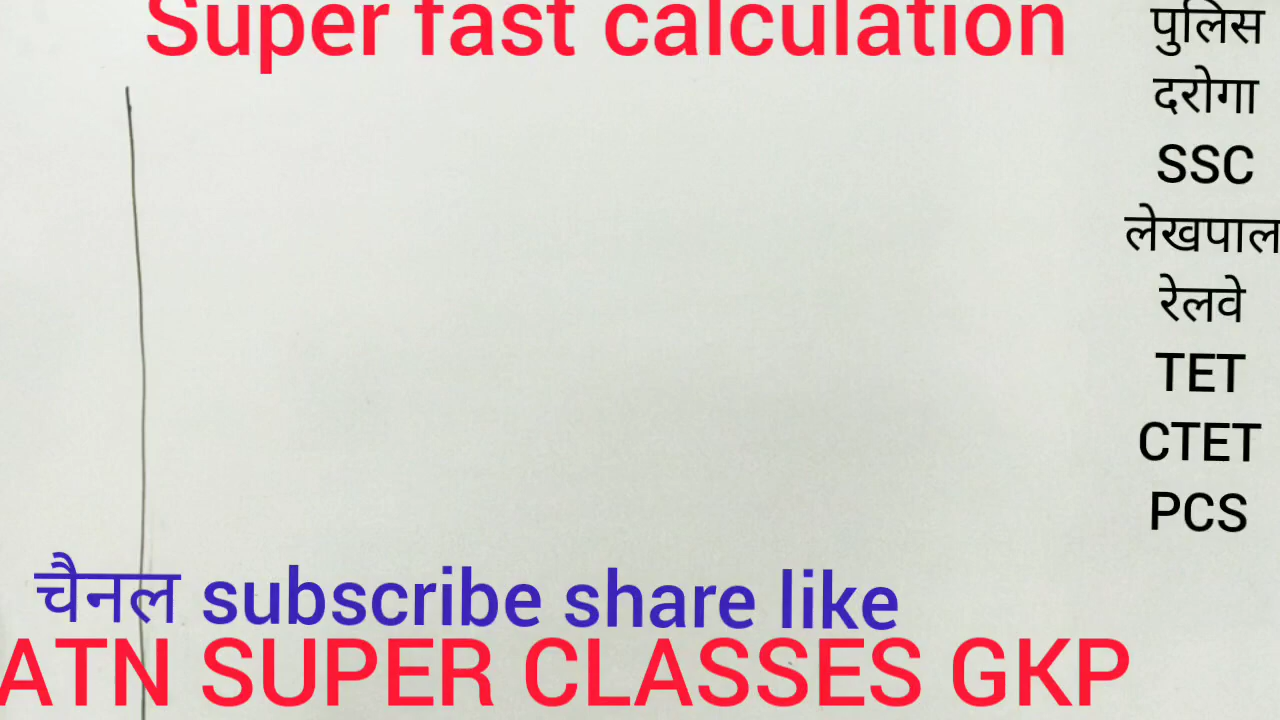 Super fast calculation
पुलिस
दरोगा
SSC
लेखपाल
रेलवे
TET
CTET
PCS
चैनल subscribe share like
ATN SUPER CLASSES GKP